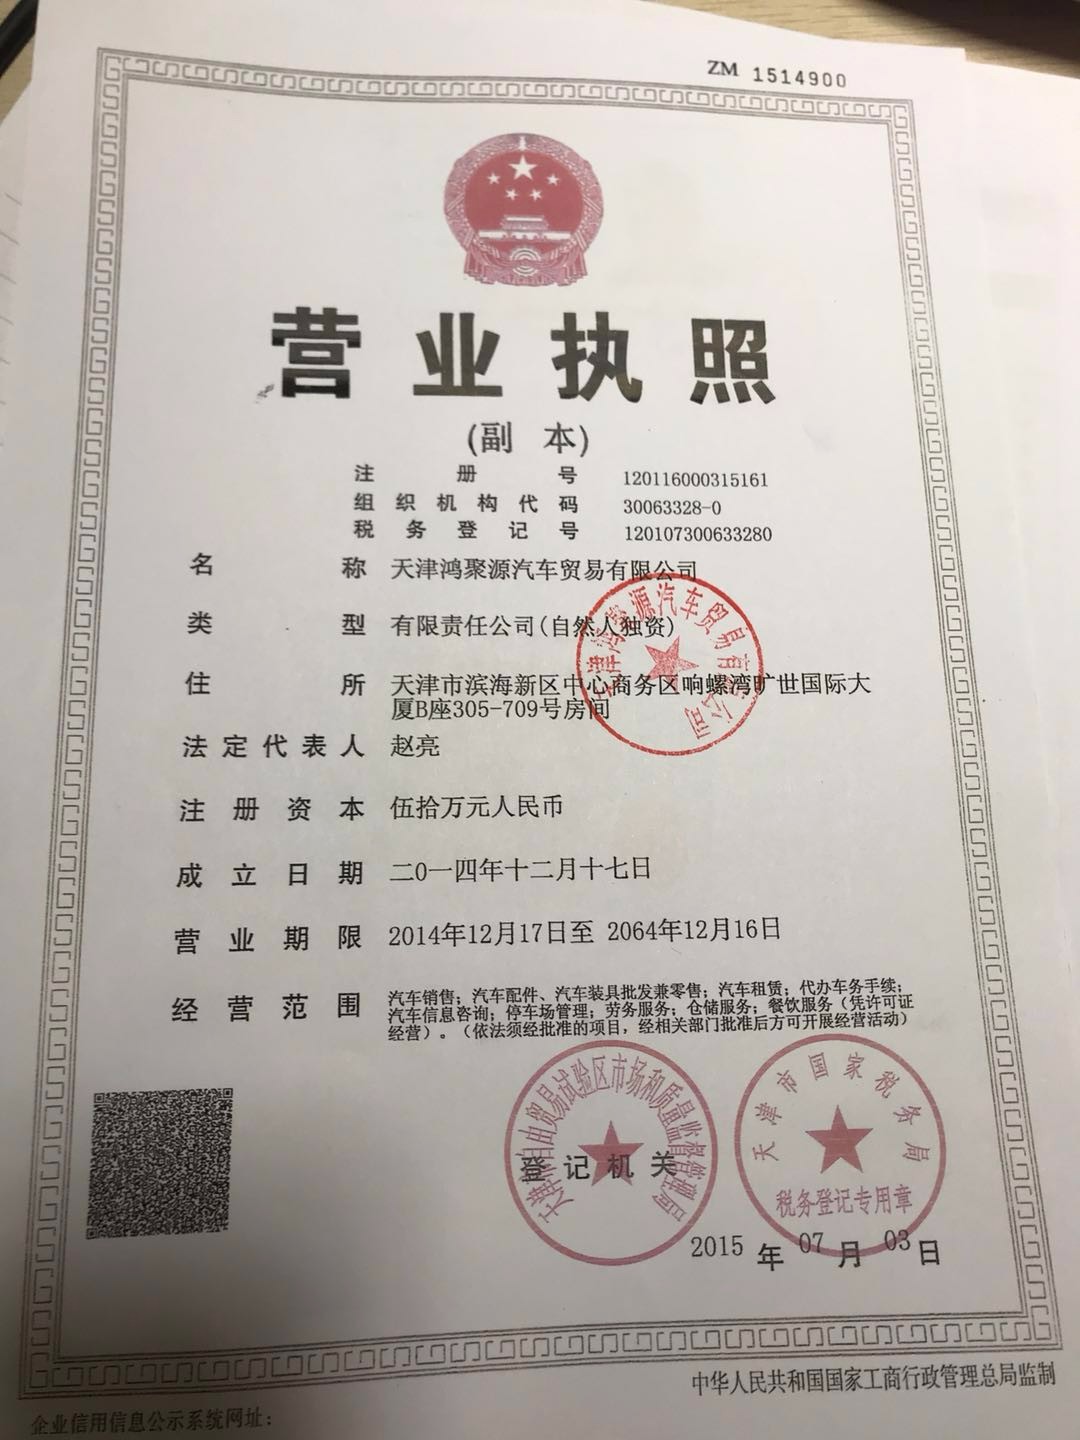 ZM 1514900
营业执照
(副 本)
注册号 120116000315161
组织机构代码 30063328-0
税务登记号 120107300633280
名称 天津鸿聚源汽车贸易有限公司
类型 有限责任公司(自然人独资)
住所 天津市滨海新区中心商务区响螺湾旷世国际大
厦B座305-709号房间
法定代表人 赵亮
注册资本 伍拾万元人民币
成立日期 二0一四年十二月十七日
营业期限 2014年12月17日至 2064年12月16日
经营范围 汽车销售；汽车配件、汽车装具批发兼零售；汽车租赁；代办车务手续；
汽车信息咨询；停车场管理；劳务服务；仓储服务；餐饮服务（凭许可证
经营）。（依法须经批准的项目，经相关部门批准后方可开展经营活动）
天津鸿聚源汽车贸易有限公司
天津自由贸易试验区市场和质量监督管理局
登记机关
天津市国家税务局
税务登记专用章
2015 年 07 月 03 日
中华人民共和国国家工商行政管理总局监制
企业信用信息公示系统网址：